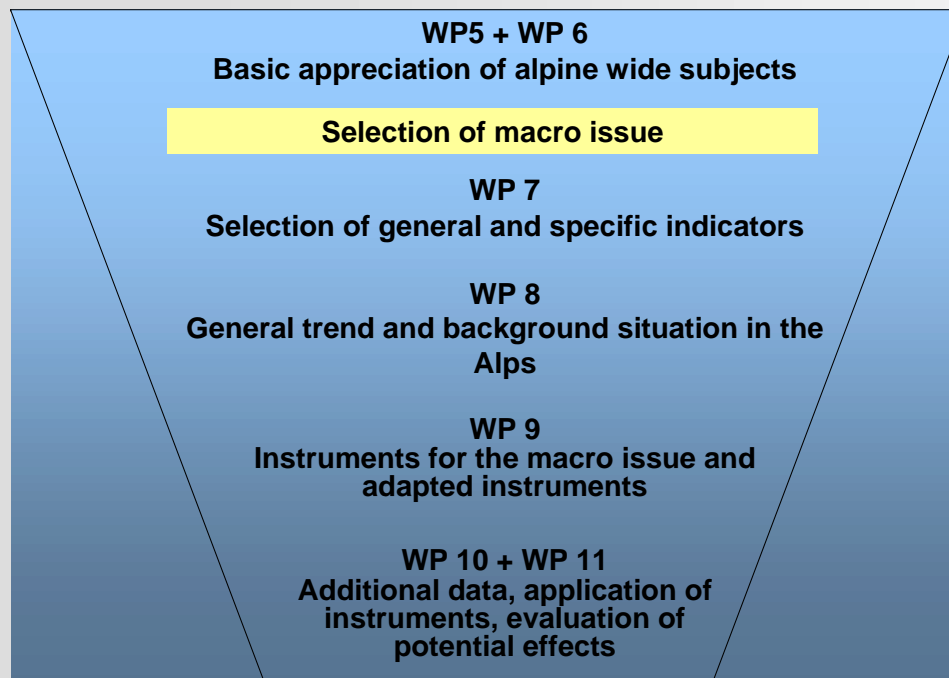 WP5 + WP 6
Basic appreciation of alpine wide subjects
Selection of macro issue
WP 7
Selection of general and specific indicators
WP 8
General trend and background situation in the
Alps
WP 9
Instruments for the macro issue and
adapted instruments
WP 10 + WP 11
Additional data, application of
instruments, evaluation of
potential effects